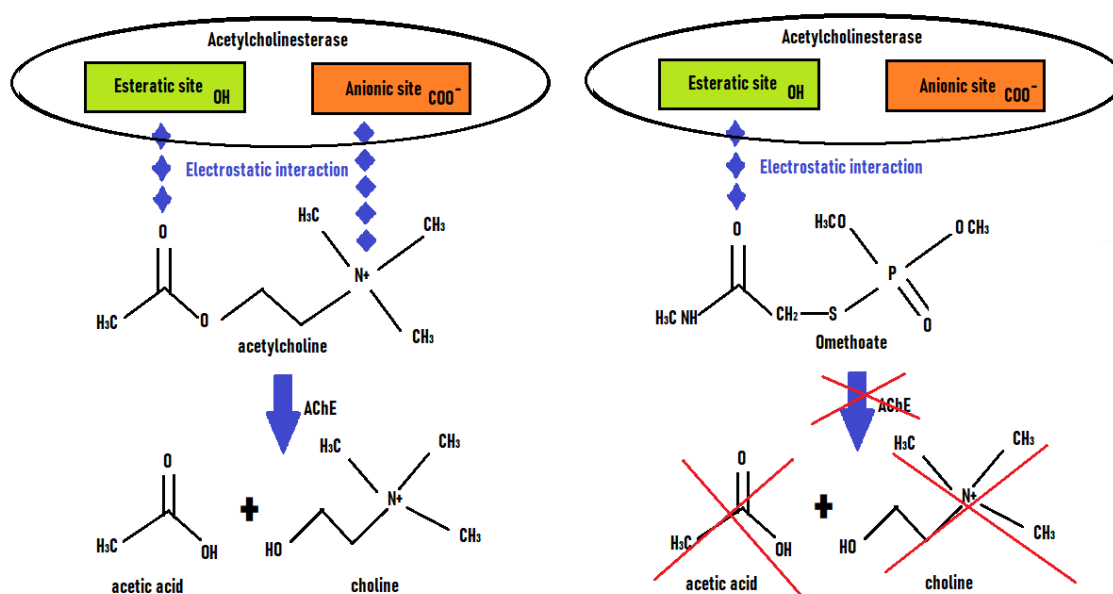 Acetylcholinesterase
Esteratic site OH
Anionic site COO⁻
Electrostatic interaction
O
H₃C
N+
CH₃
H₃C
O
CH₃
acetylcholine
AChE
O
H₃C
OH
+
H₃C
CH₃
N+
HO
CH₃
acetic acid
choline
Acetylcholinesterase
Esteratic site OH
Anionic site COO⁻
Electrostatic interaction
O
H₃CO
O CH₃
P
H₃C NH
CH₂
S
O
Omethoate
AChE
O
H₃C
OH
+
H₃C
CH₃
N+
HO
CH₃
acetic acid
choline